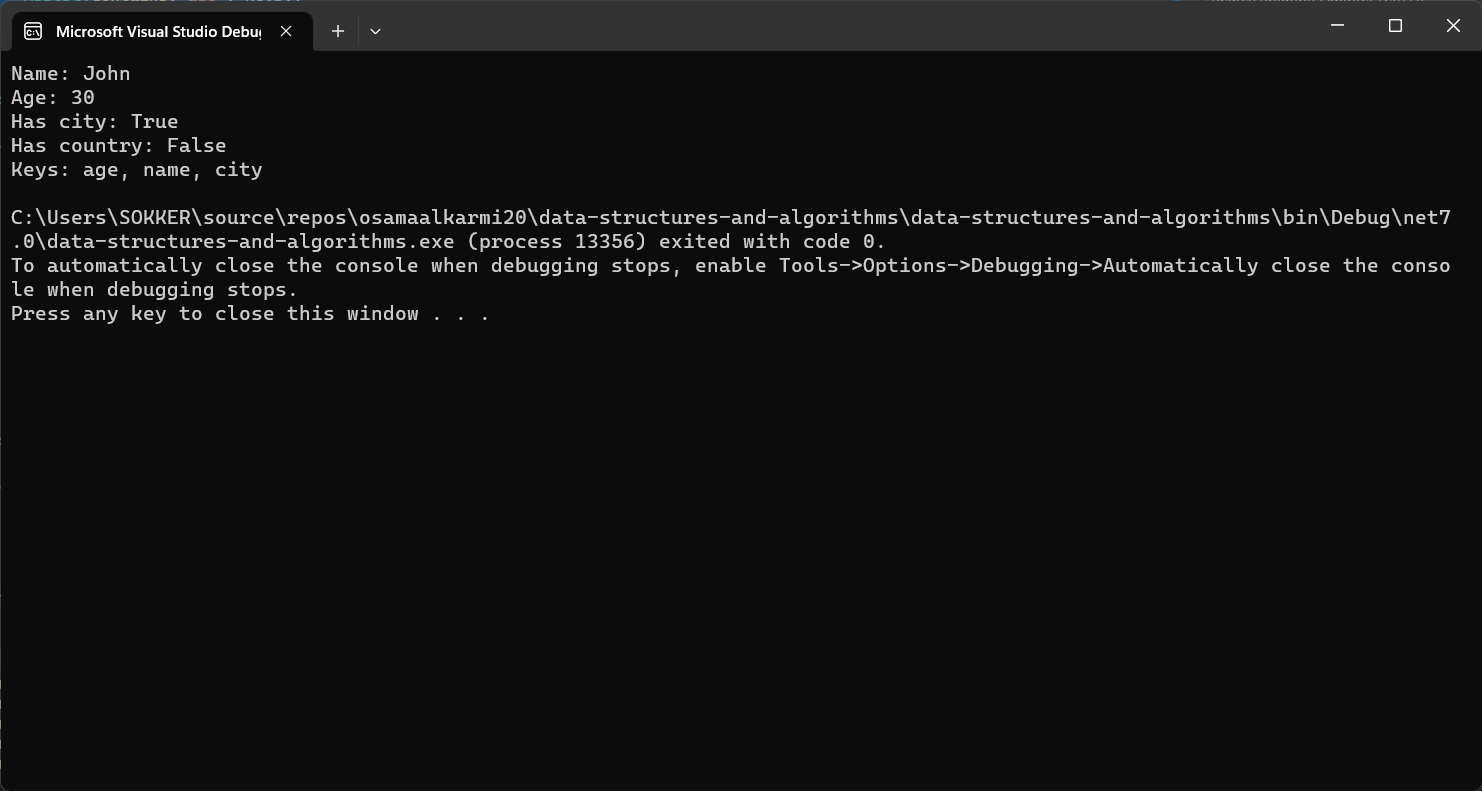 Microsoft Visual Studio Debug
Name: John
Age: 30
Has city: True
Has country: False
Keys: age, name, city
C:\Users\SOKKER\source\repos\osamaalkarmi20\data-structures-and-algorithms\data-structures-and-algorithms\bin\Debug\net7
.0\data-structures-and-algorithms.exe (process 13356) exited with code 0.
To automatically close the console when debugging stops, enable Tools->Options->Debugging->Automatically close the conso
le when debugging stops.
Press any key to close this window . . .